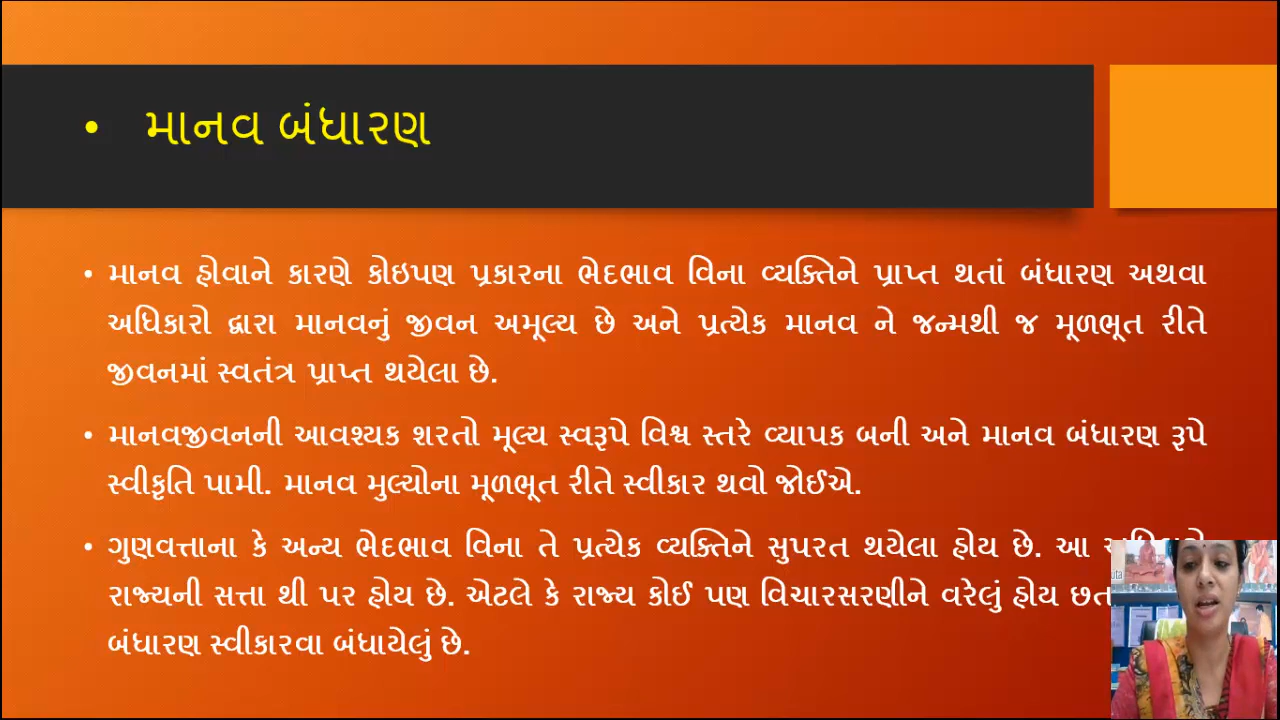 • માનવ બંધારણ
• માનવ હોવાને કારણે કોઇપણ પ્રકારના ભેદભાવ વિના વ્યક્તિને પ્રાપ્ત થતાં બંધારણ અથવા
અધિકારો દ્વારા માનવનું જીવન અમૂલ્ય છે અને પ્રત્યેક માનવ ને જન્મથી જ મૂળભૂત રીતે
જીવનમાં સ્વતંત્ર પ્રાપ્ત થયેલા છે.
• માનવજીવનની આવશ્યક શરતો મૂલ્ય સ્વરૂપે વિશ્વ સ્તરે વ્યાપક બની અને માનવ બંધારણ રૂપે
સ્વીકૃતિ પામી. માનવ મુલ્યોના મૂળભૂત રીતે સ્વીકાર થવો જોઈએ.
• ગુણવત્તાના કે અન્ય ભેદભાવ વિના તે પ્રત્યેક વ્યક્તિને સુપરત થયેલા હોય છે. આ
રાજ્યની સત્તા થી પર હોય છે. એટલે કે રાજ્ય કોઈ પણ વિચારસરણીને વરેલું હોય
બંધારણ સ્વીકારવા બંધાયેલું છે.